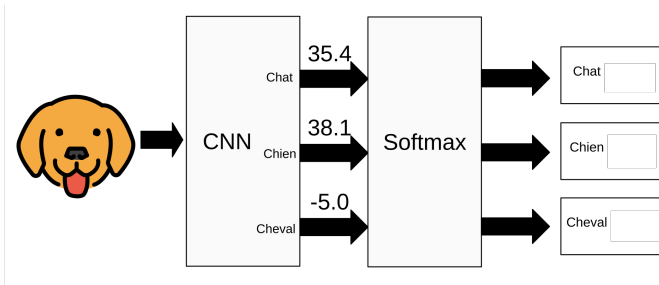 35.4
Chat
Chat
38.1
CNN
Softmax
Chien
Chien
-5.0
Cheval
Cheval